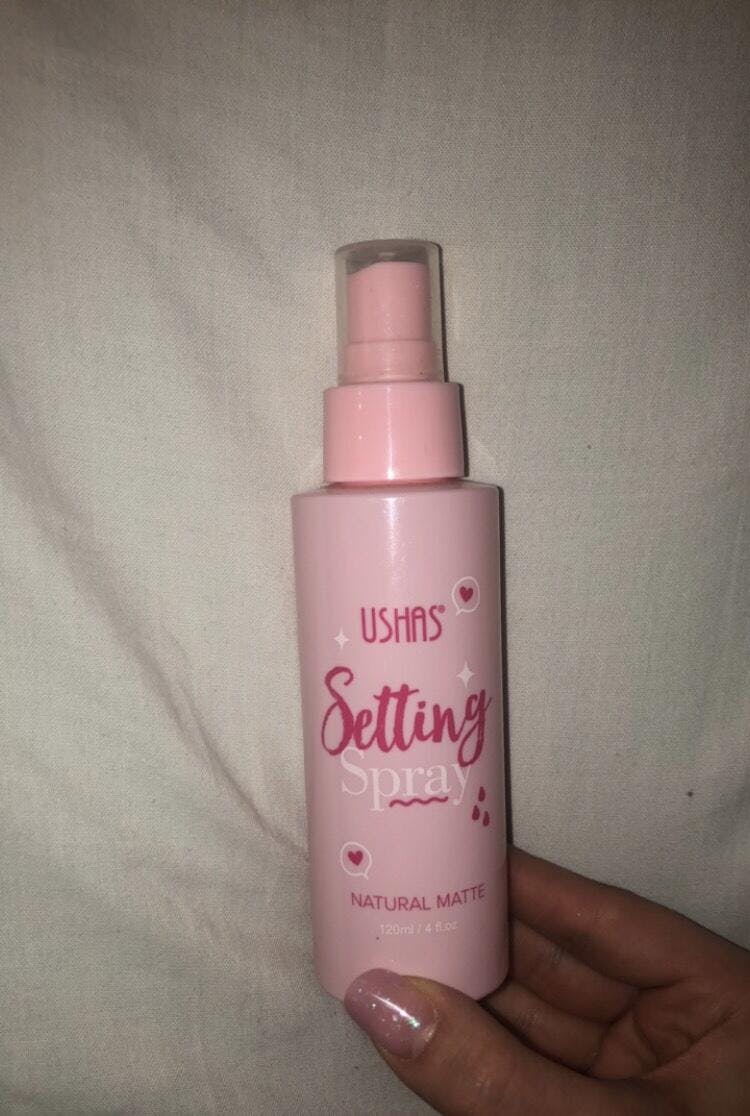 USHAS®
Setting
Spray
NATURAL MATTE
120ml / 4 fl.oz